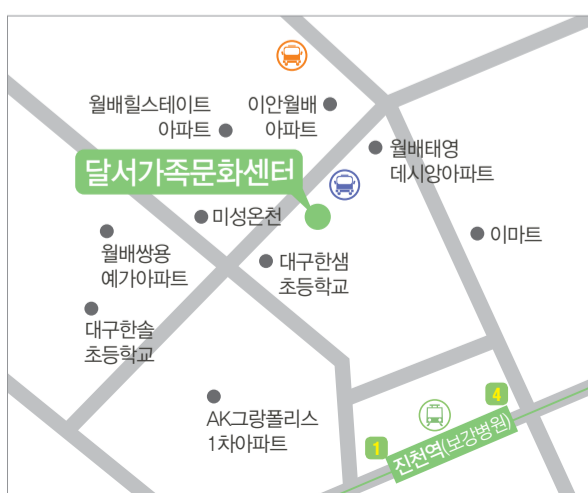 월배힐스테이트
아파트
이안월배
아파트
월배태영
데시앙아파트
달서가족문화센터
미성온천
이마트
월배쌍용
예가아파트
대구한샘
초등학교
대구한솔
초등학교
AK그랑폴리스
1차아파트
4
1
진천역(보강병원)